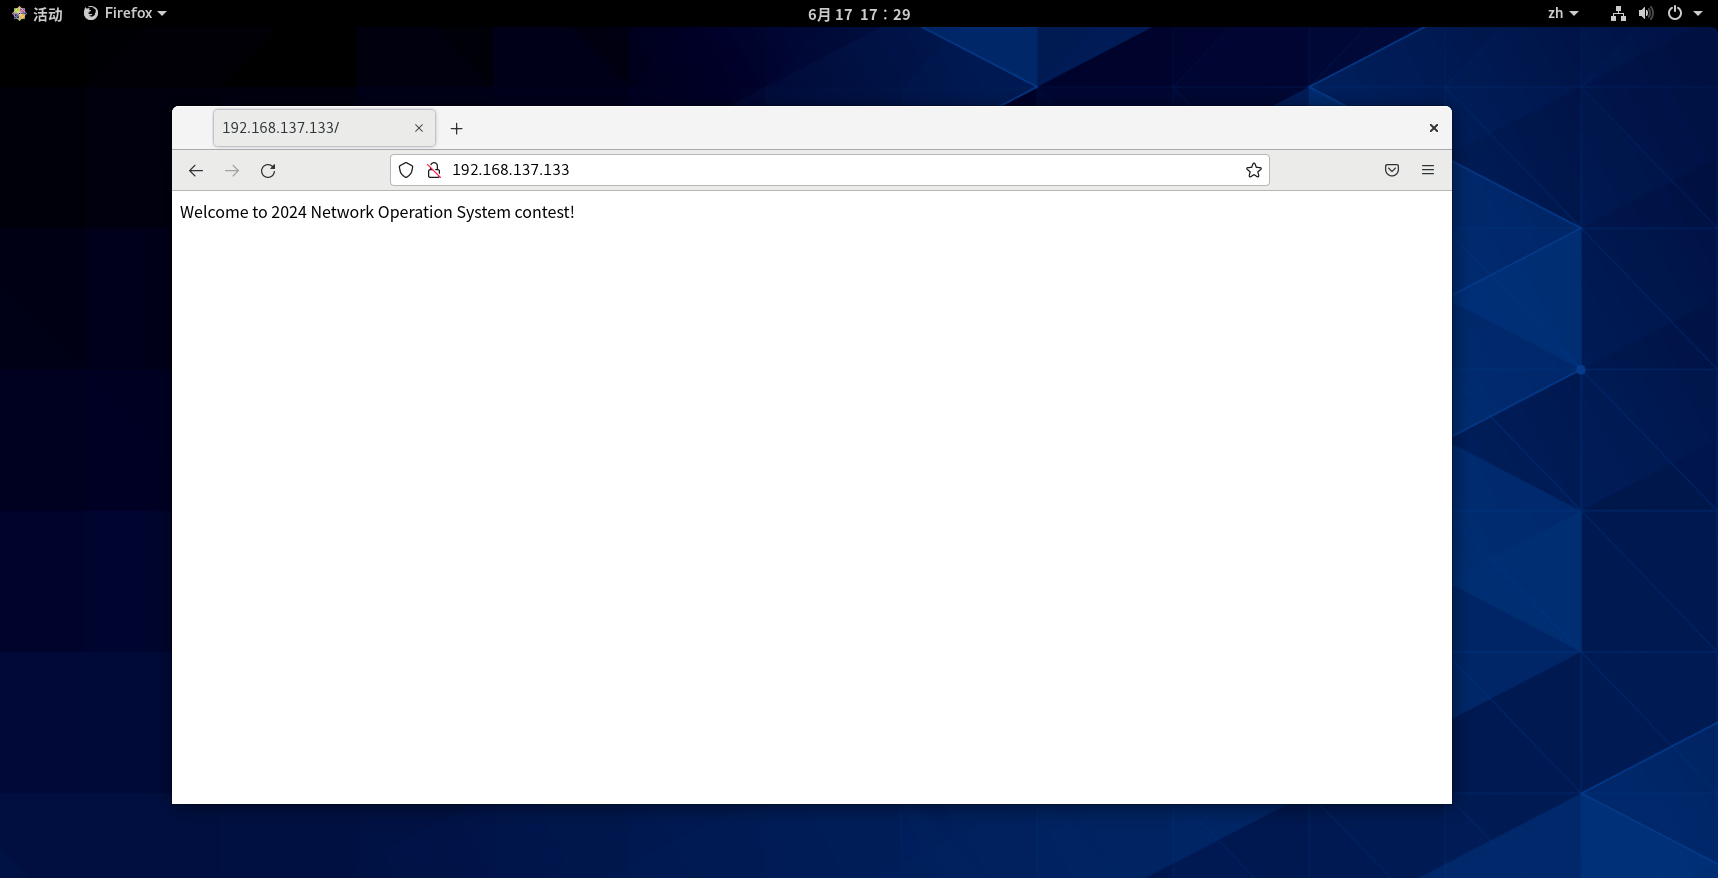 活动 Firefox 6月 17 17：29 zh
192.168.137.133/
192.168.137.133
Welcome to 2024 Network Operation System contest!